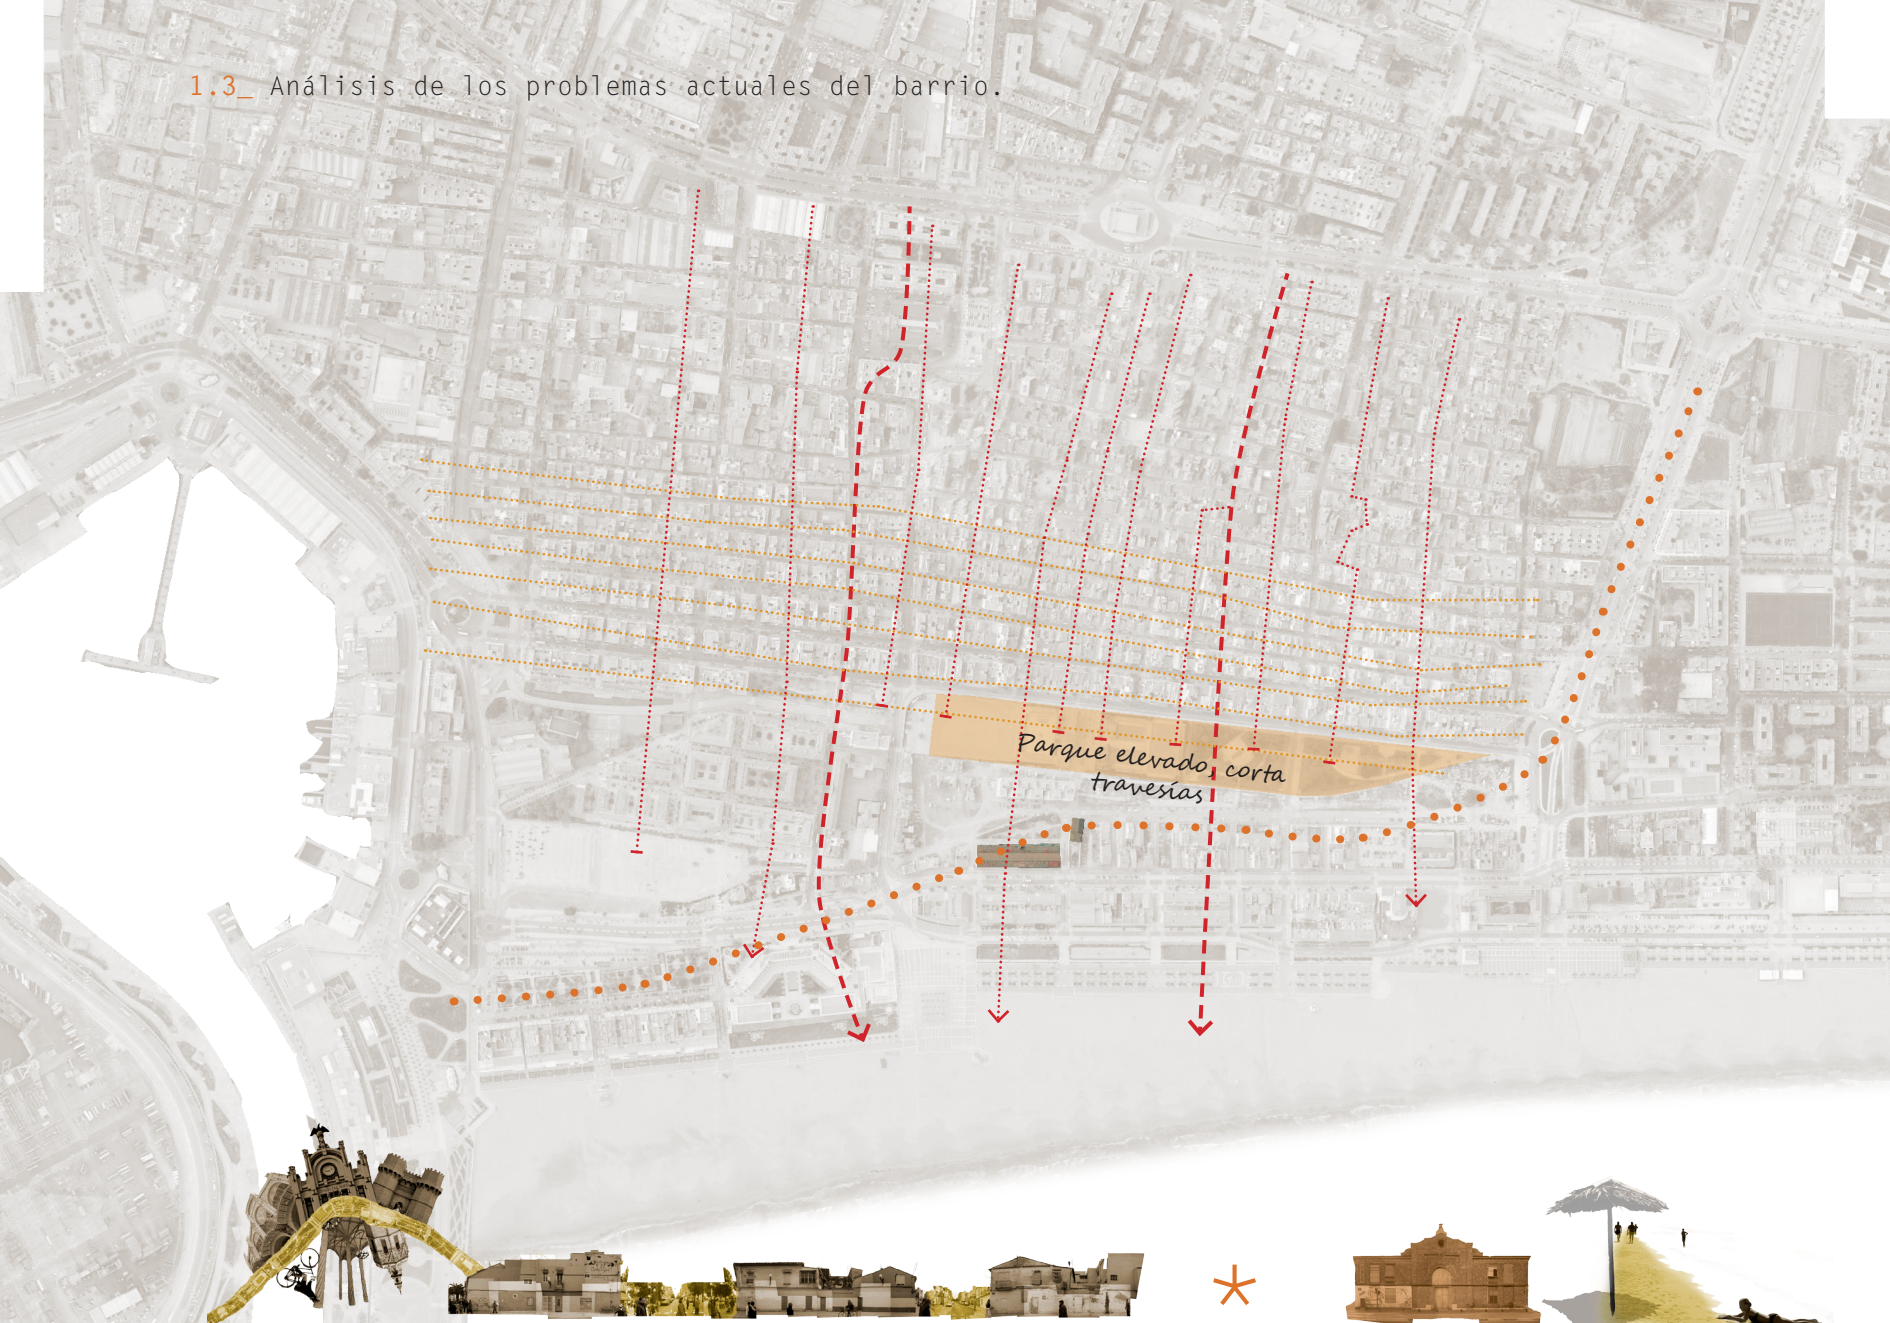 1.3_ Análisis de los problemas actuales del barrio.
Parque elevado, corta
travesías